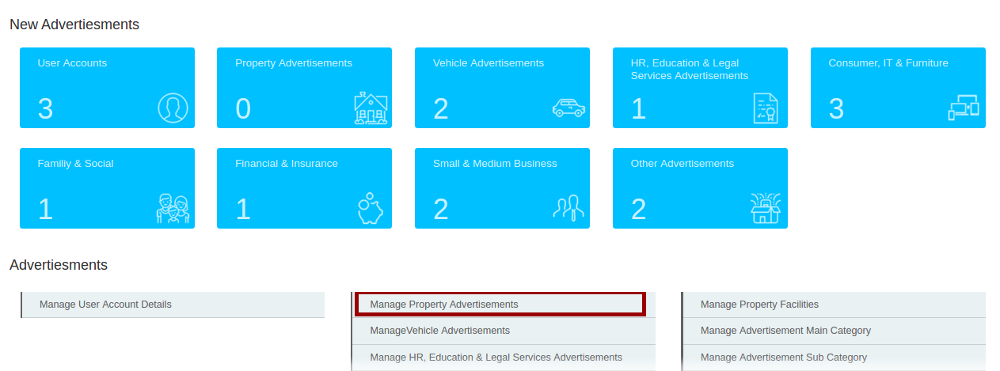 New Advertiesments
User Accounts
3
Property Advertisements
0
Vehicle Advertisements
2
HR, Education & Legal
Services Advertisements
1
Consumer, IT & Furniture
3
Familiy & Social
1
Financial & Insurance
1
Small & Medium Business
2
Other Advertisements
2
Advertiesments
Manage User Account Details
Manage Property Advertisements
ManageVehicle Advertisements
Manage HR, Education & Legal Services Advertisements
Manage Property Facilities
Manage Advertisement Main Category
Manage Advertisement Sub Category